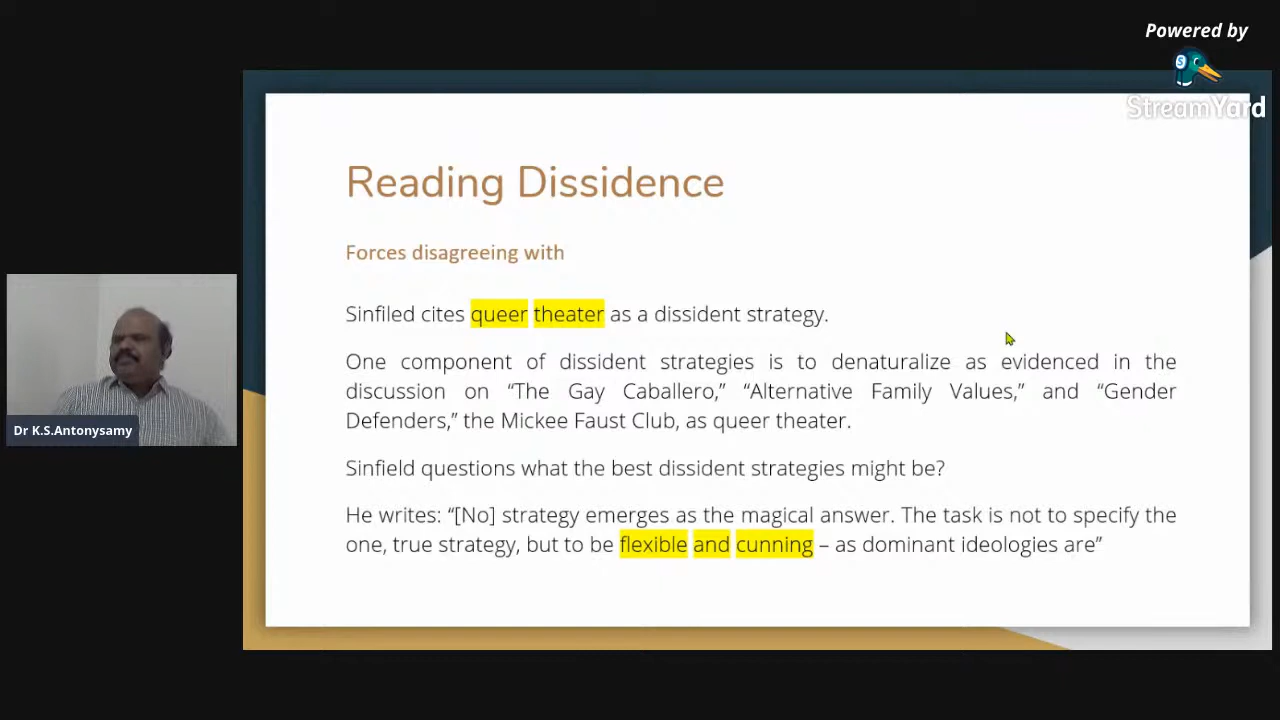 Powered by
StreamYard
Reading Dissidence
Forces disagreeing with
Sinfiled cites queer theater as a dissident strategy.
One component of dissident strategies is to denaturalize as evidenced in the
discussion on “The Gay Caballero,” “Alternative Family Values,” and “Gender
Defenders,” the Mickee Faust Club, as queer theater.
Sinfield questions what the best dissident strategies might be?
He writes: “[No] strategy emerges as the magical answer. The task is not to specify the
one, true strategy, but to be flexible and cunning – as dominant ideologies are”
Dr K.S.Antonysamy